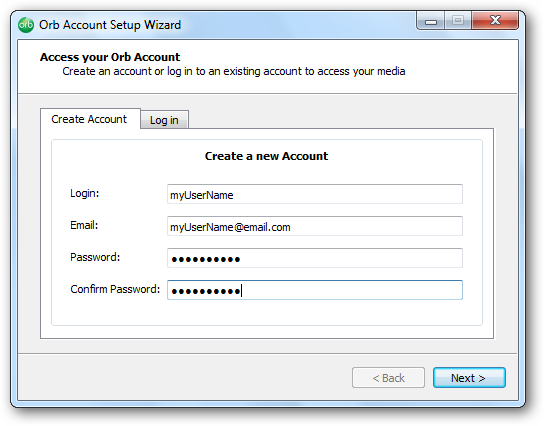 orb Orb Account Setup Wizard
Access your Orb Account
Create an account or log in to an existing account to access your media
Create Account Log in
Create a new Account
Login: myUserName
Email: myUserName@email.com
Password: ●●●●●●●●●●
Confirm Password: ●●●●●●●●●●
< Back Next >